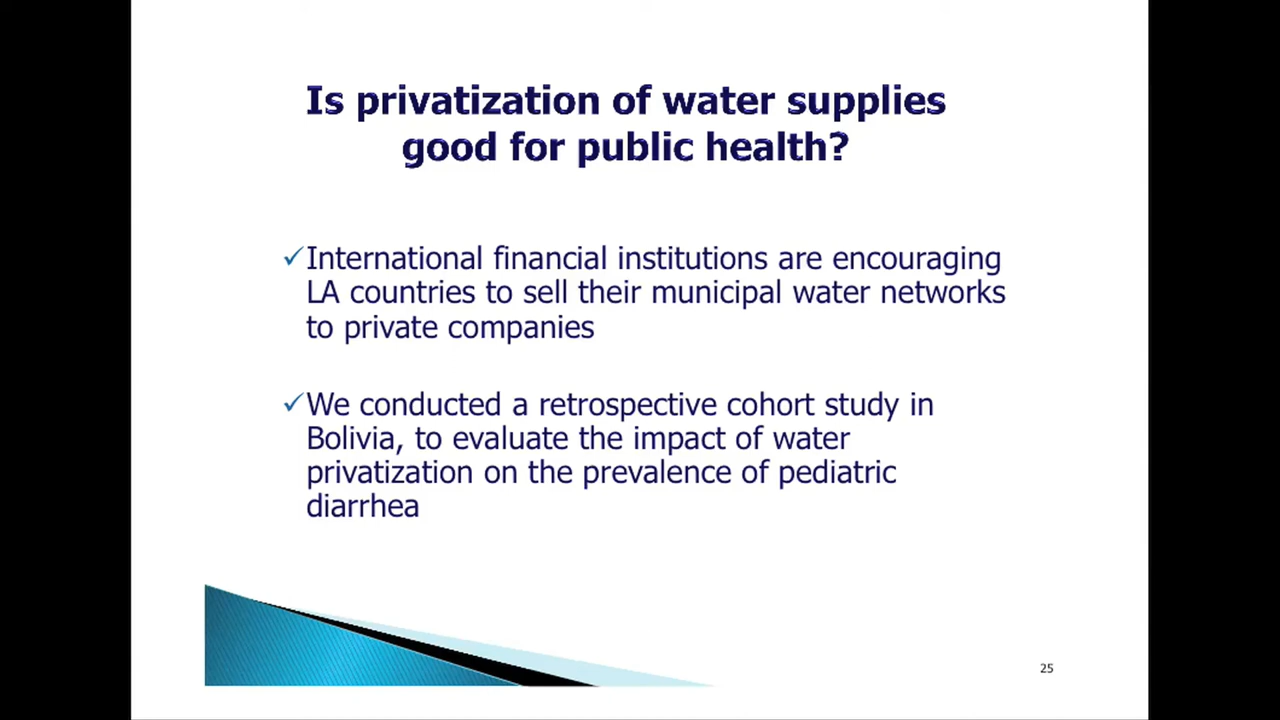 Is privatization of water supplies
good for public health?
✓International financial institutions are encouraging
LA countries to sell their municipal water networks
to private companies
✓We conducted a retrospective cohort study in
Bolivia, to evaluate the impact of water
privatization on the prevalence of pediatric
diarrhea
25